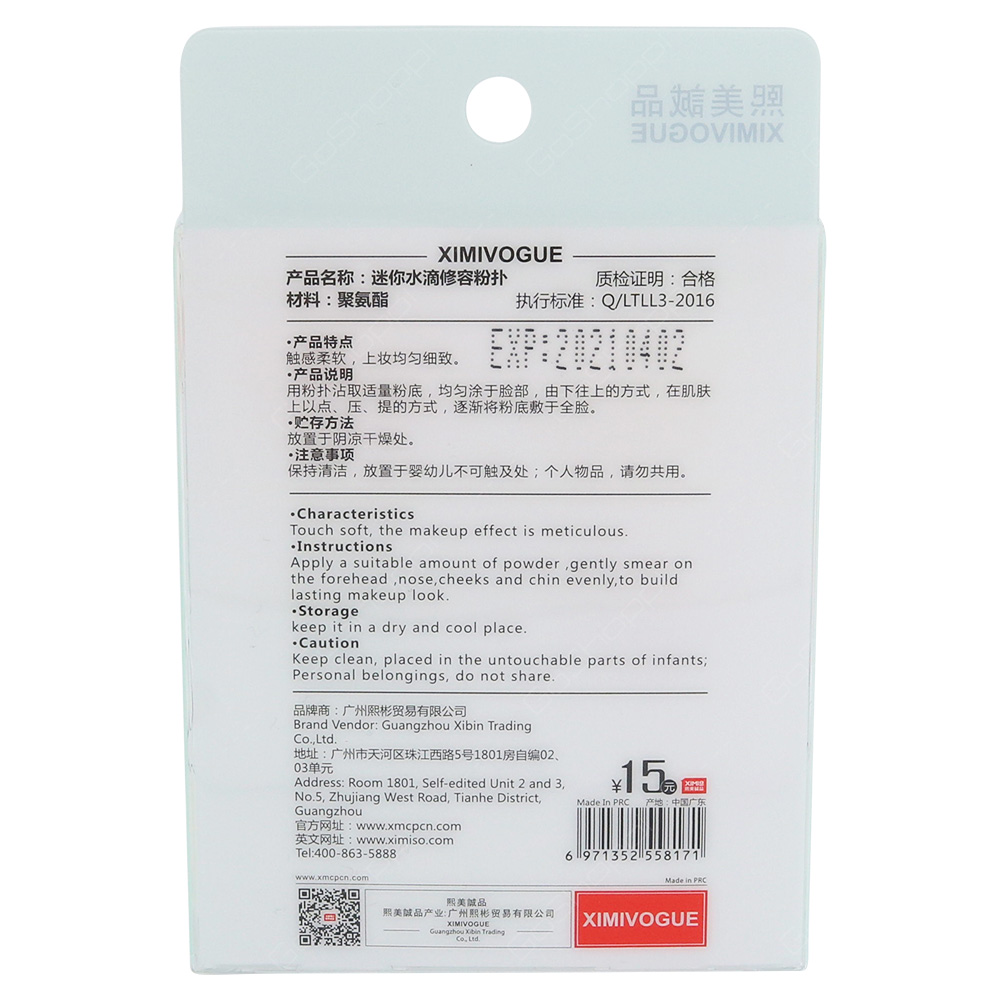 熙美誠品
XIMIVOGUE
XIMIVOGUE
产品名称：迷你水滴修容粉扑 质检证明：合格
材料：聚氨酯 执行标准：Q/LTLL3-2016
•产品特点
触感柔软，上妆均匀细致。
EXP:20210402
•产品说明
用粉扑沾取适量粉底，均匀涂于脸部，由下往上的方式，在肌肤
上以点、压、提的方式，逐渐将粉底敷于全脸。
•贮存方法
放置于阴凉干燥处。
•注意事项
保持清洁，放置于婴幼儿不可触及处；个人物品，请勿共用。
•Characteristics
Touch soft, the makeup effect is meticulous.
•Instructions
Apply a suitable amount of powder ,gently smear on
the forehead ,nose,cheeks and chin evenly,to build
lasting makeup look.
•Storage
keep it in a dry and cool place.
•Caution
Keep clean, placed in the untouchable parts of infants;
Personal belongings, do not share.
品牌商：广州熙彬贸易有限公司
Brand Vendor: Guangzhou Xibin Trading
Co.,Ltd.
地址：广州市天河区珠江西路5号1801房自编02、
03单元
Address: Room 1801, Self-edited Unit 2 and 3,
No.5, Zhujiang West Road, Tianhe District,
Guangzhou
官方网址：www.xmcpcn.com
英文网址：www.ximiso.com
Tel:400-863-5888
¥15元
XIMIS
熙美誠品
Made In PRC 产地：中国广东
6 971352 558171
www.xmcpcn.com Made in PRC
熙美誠品
熙美誠品产业:广州熙彬贸易有限公司
XIMIVOGUE
Guangzhou Xibin Trading
Co., Ltd.
XIMIVOGUE